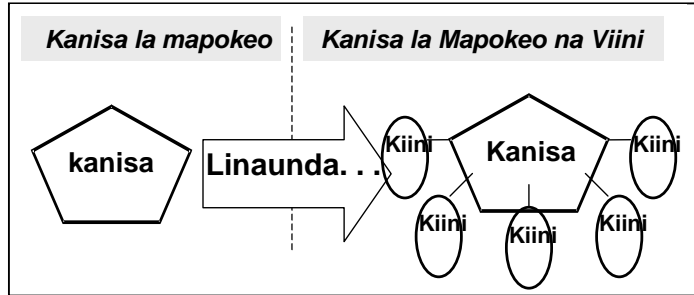 Kanisa la mapokeo
Kanisa la Mapokeo na Viini
kanisa
Linaunda. . .
Kiini
Kanisa
Kiini
Kiini
Kiini
Kiini